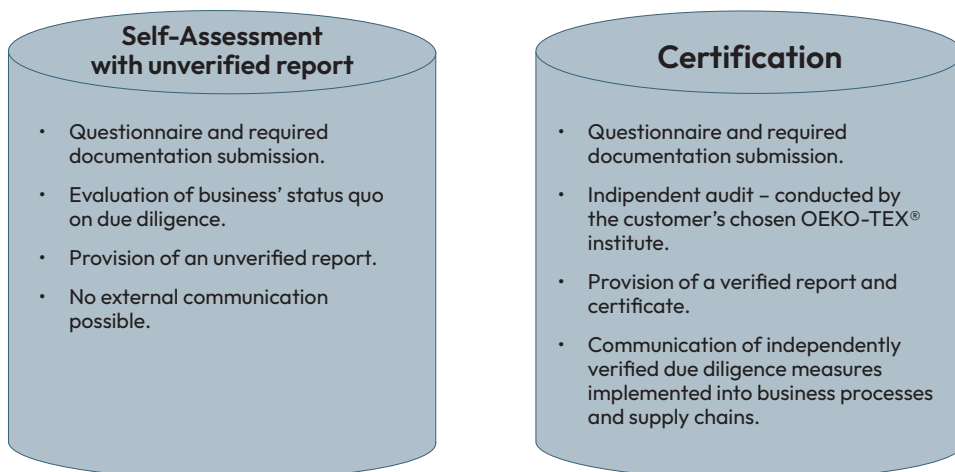 Self-Assessment
with unverified report
• Questionnaire and required
documentation submission.
• Evaluation of business' status quo
on due diligence.
• Provision of an unverified report.
• No external communication
possible.
Certification
• Questionnaire and required
documentation submission.
• Indipendent audit – conducted by
the customer's chosen OEKO-TEX®
institute.
• Provision of a verified report and
certificate.
• Communication of independently
verified due diligence measures
implemented into business processes
and supply chains.